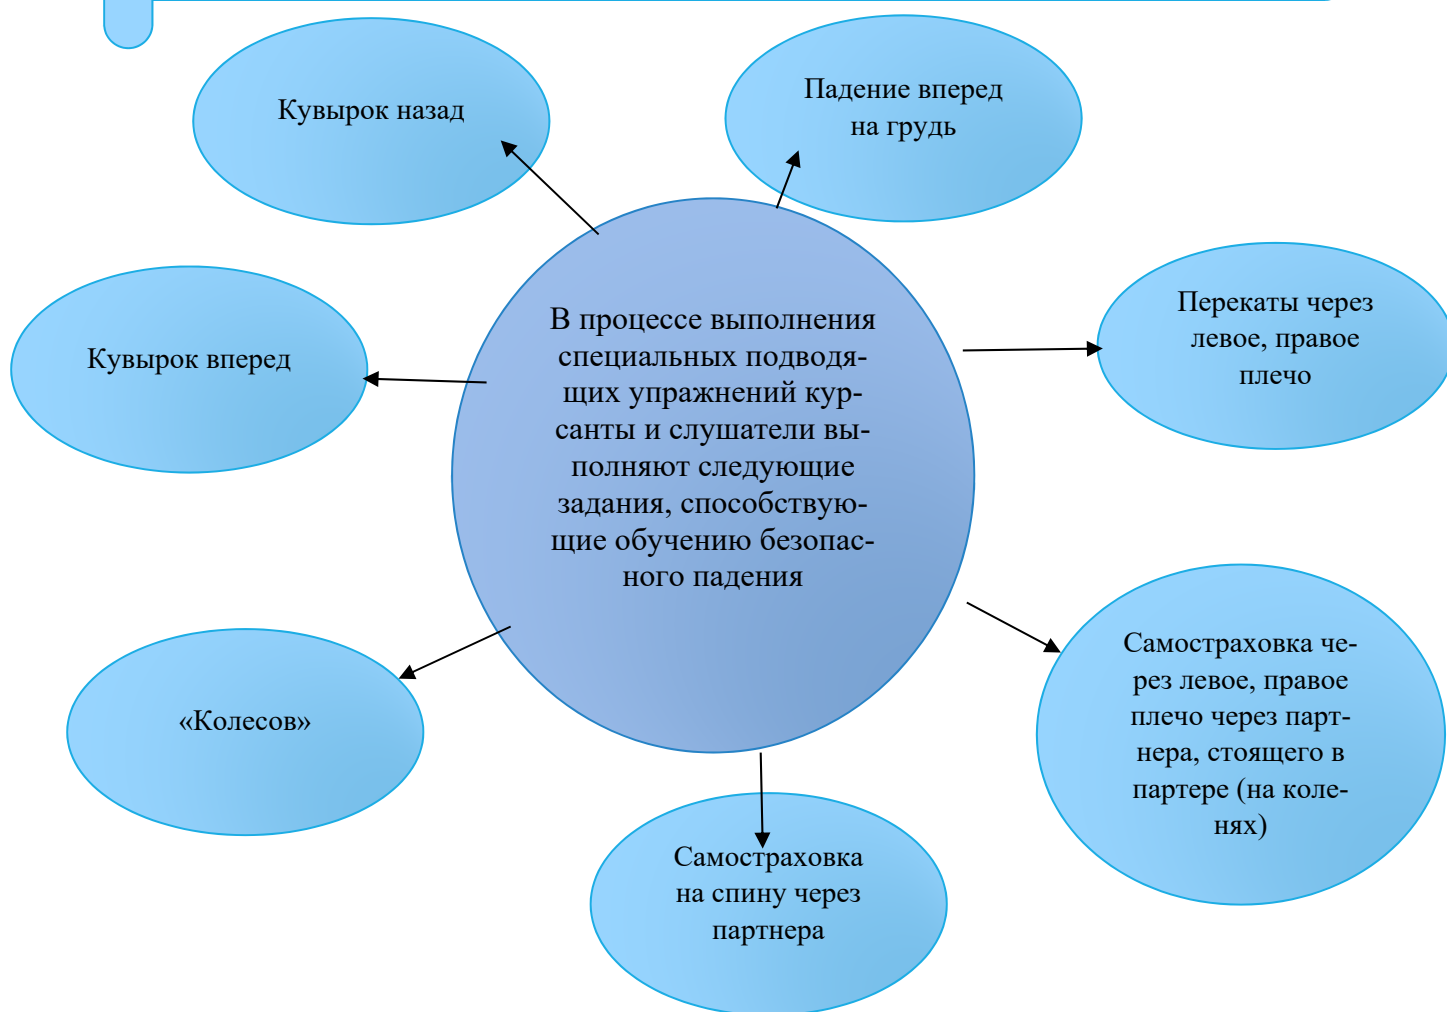 Кувырок назад
Падение вперед
на грудь
Кувырок вперед
В процессе выполнения
специальных подводя-
щих упражнений кур-
санты и слушатели вы-
полняют следующие
задания, способствую-
щие обучению безопас-
ного падения
Перекаты через
левое, правое
плечо
«Колесов»
Самостраховка че-
рез левое, правое
плечо через парт-
нера, стоящего в
партере (на коле-
нях)
Самостраховка
на спину через
партнера